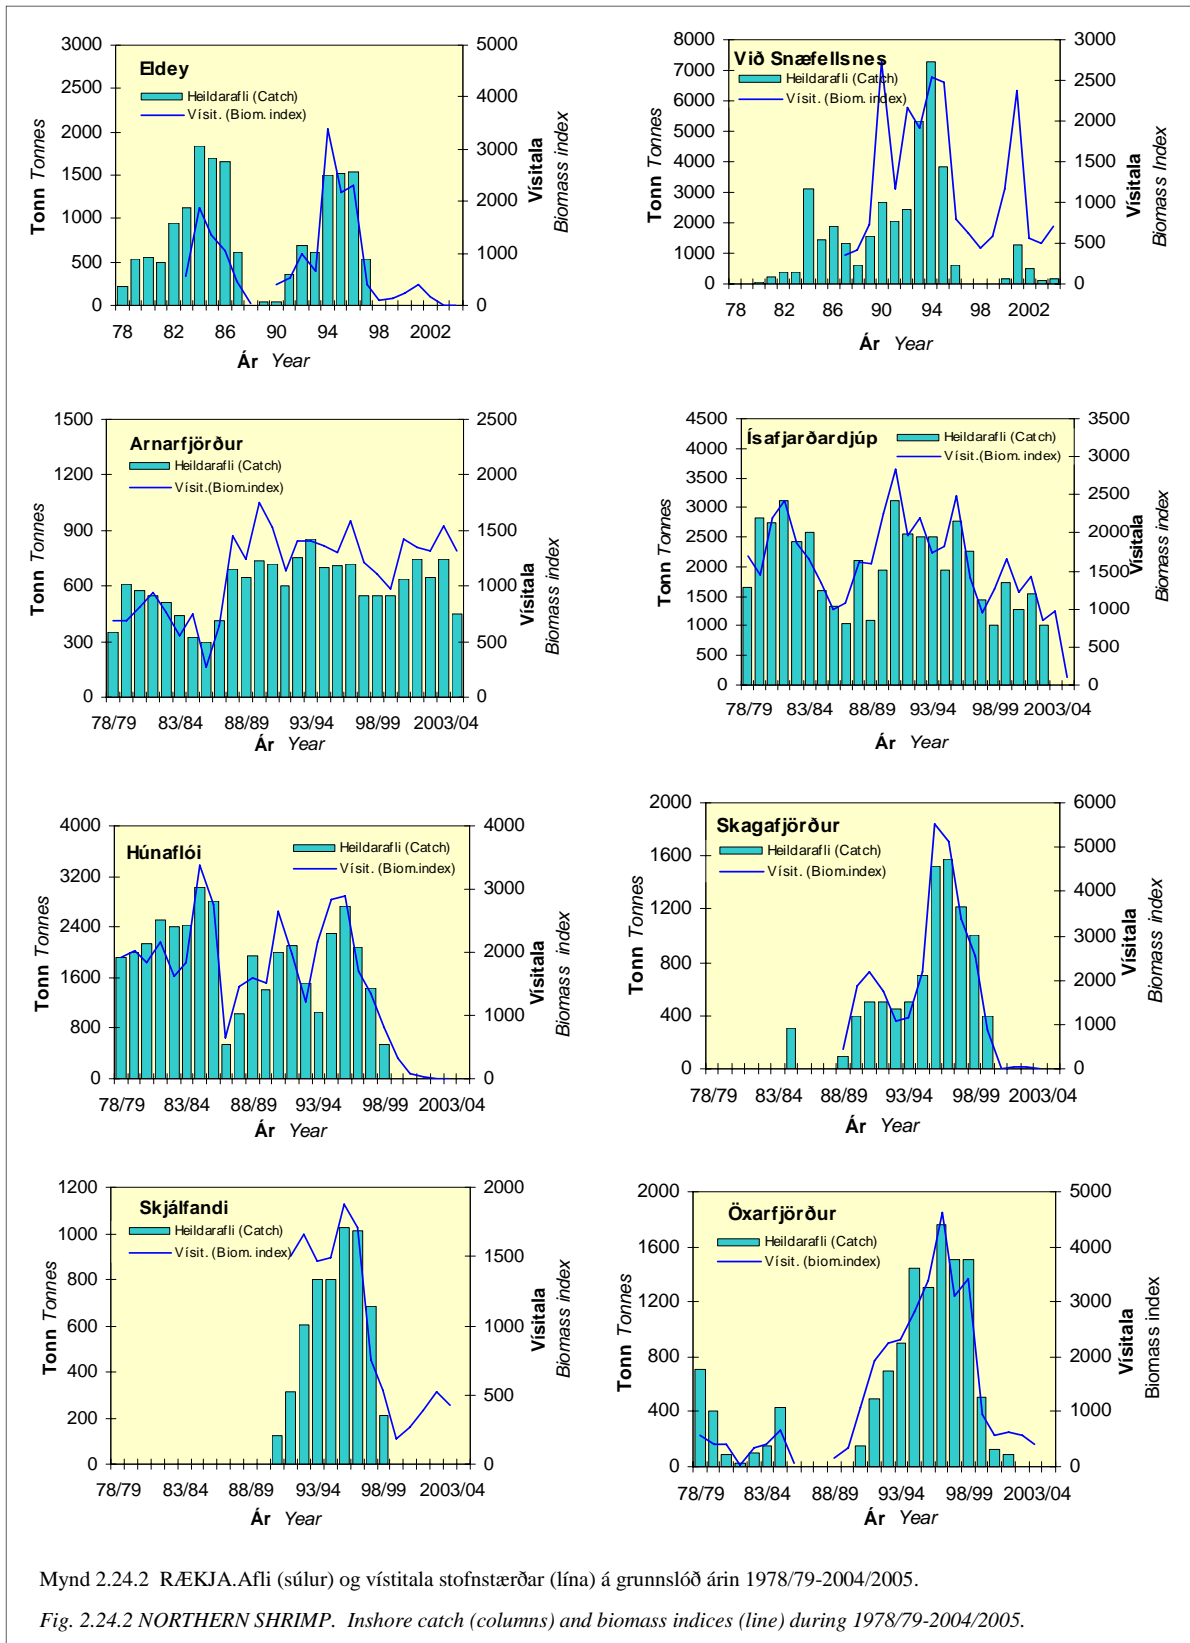 Eldey
Heildarafli (Catch)
Vísit. (Biom. index)
3000
2500
2000
1500
1000
500
0
5000
4000
3000
2000
1000
0
Tonn Tonnes
Vísitala
Biomass index
78 82 86 90 94 98 2002
Ár Year
Við Snæfellsnes
Heildarafli (Catch)
Vísit. (Biom. index)
8000
7000
6000
5000
4000
3000
2000
1000
0
3000
2500
2000
1500
1000
500
0
Tonn Tonnes
Vísitala
Biomass Index
78 82 86 90 94 98 2002
Ár Year
Arnarfjörður
Heildarafli (Catch)
Vísit.(Biom.index)
1500
1200
900
600
300
0
2500
2000
1500
1000
500
0
Tonn Tonnes
Vísitala
Biomass index
78/79 83/84 88/89 93/94 98/99 2003/04
Ár Year
Ísafjarðardjúp
Heildarafli (Catch)
Vísit.(Biom. index)
4500
4000
3500
3000
2500
2000
1500
1000
500
0
3500
3000
2500
2000
1500
1000
500
0
Tonn Tonnes
Vísitala
Biomass index
78/79 83/84 88/89 93/94 98/99 2003/04
Ár Year
Húnaflói
Heildarafli (Catch)
Vísit. (Biom.index)
4000
3200
2400
1600
800
0
4000
3000
2000
1000
0
Tonn Tonnes
Vísitala
Biomass index
78/79 83/84 88/89 93/94 98/99 2003/04
Ár Year
Skagafjörður
Heildarafli (Catch)
Vísit. (Biom.index)
2000
1600
1200
800
400
0
6000
5000
4000
3000
2000
1000
0
Tonn Tonnes
Vísitala
Biomass index
78/79 83/84 88/89 93/94 98/99 2003/04
Ár Year
Skjálfandi
Heildarafli (Catch)
Vísit. (Biom.index)
1200
1000
800
600
400
200
0
2000
1500
1000
500
0
Tonn Tonnes
Vísitala
Biomass index
78/79 83/84 88/89 93/94 98/99 2003/04
Ár Year
Öxarfjörður
Heildarafli (Catch)
Vísit. (biom.index)
2000
1600
1200
800
400
0
5000
4000
3000
2000
1000
0
Tonn Tonnes
Vísitala
Biomass index
78/79 83/84 88/89 93/94 98/99 2003/04
Ár Year
Mynd 2.24.2 RÆKJA.Afli (súlur) og vístitala stofnstærðar (lína) á grunnslóð árin 1978/79-2004/2005.
Fig. 2.24.2 NORTHERN SHRIMP. Inshore catch (columns) and biomass indices (line) during 1978/79-2004/2005.